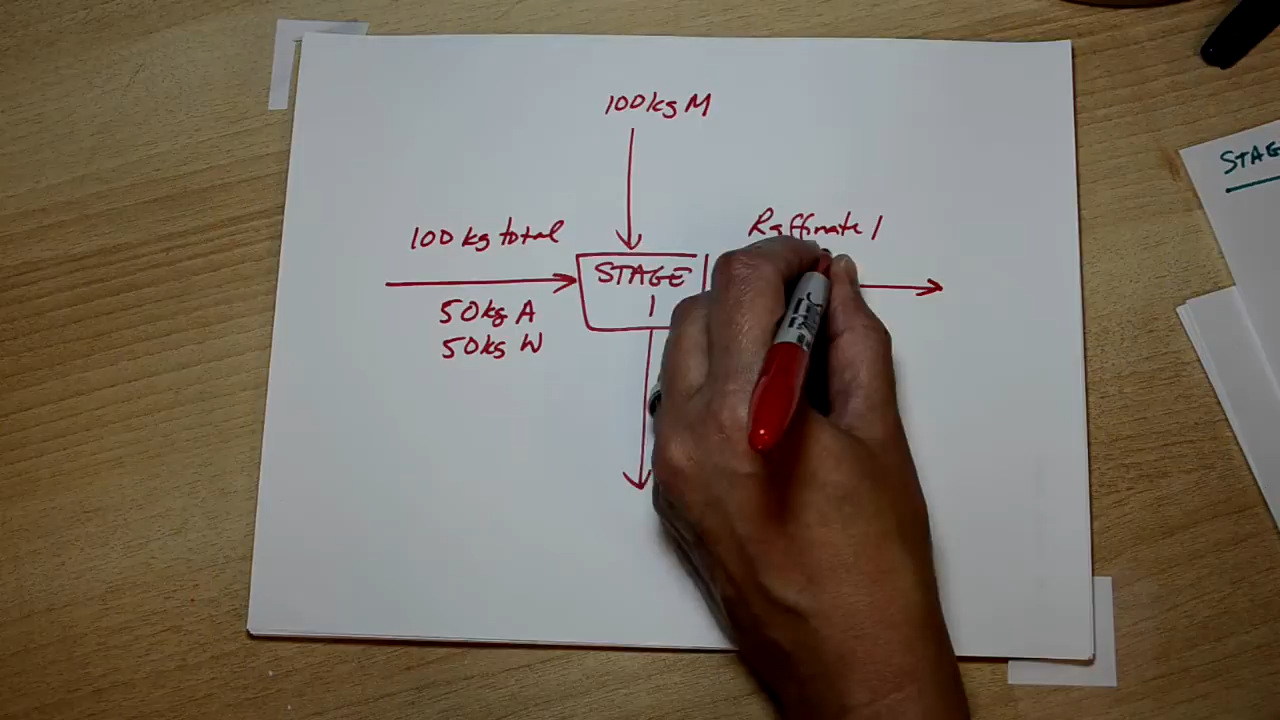 100kg M
100 kg total
Raffinate 1
STAGE
1
50kg A
50kg W
STAG